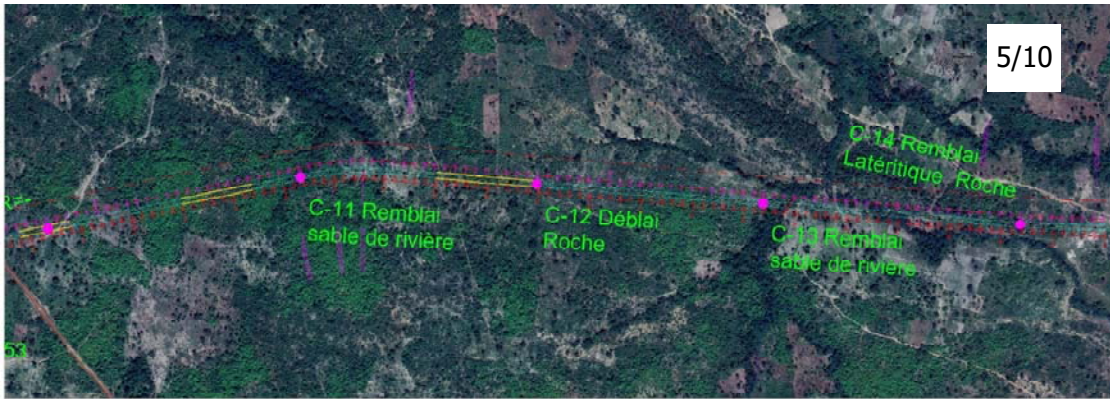 5/10
C-14 Remblai
Latéritique Roche
C-11 Remblai
sable de rivière
C-12 Déblai
Roche
C-13 Remblai
sable de rivière
53